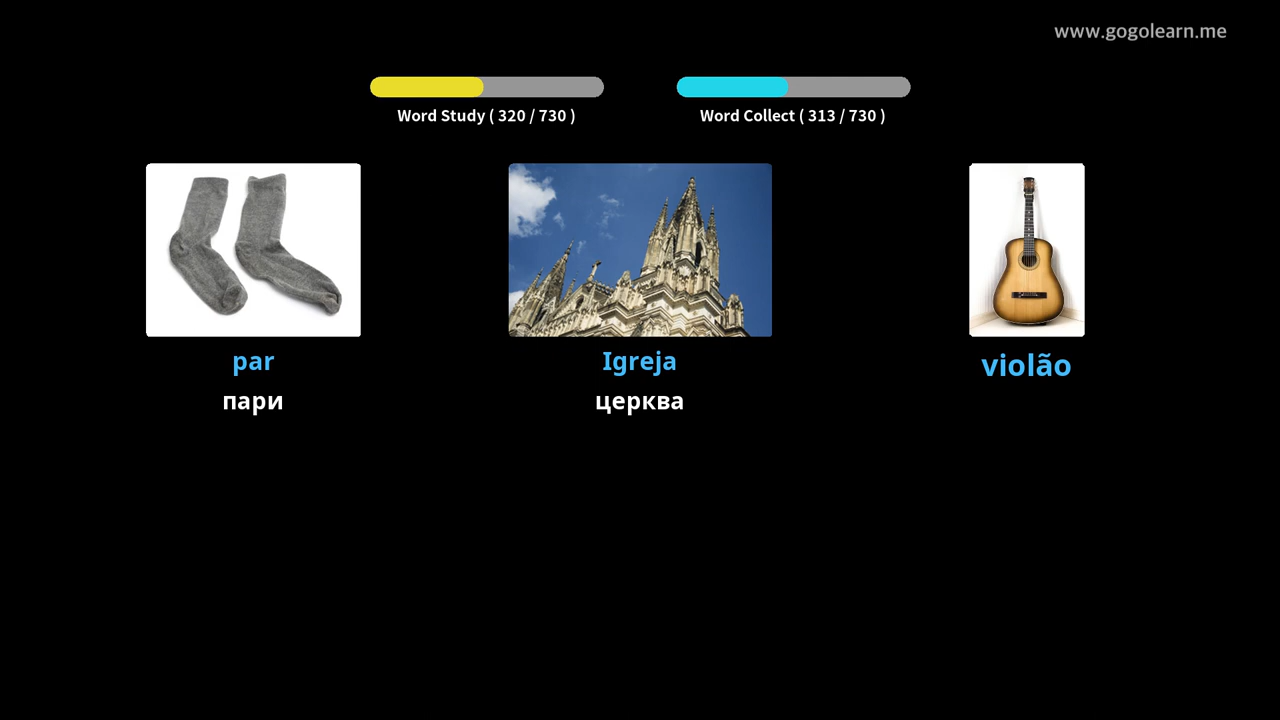 www.gogolearn.me
Word Study ( 320 / 730 )
Word Collect ( 313 / 730 )
par
Igreja
violão
пари
церква